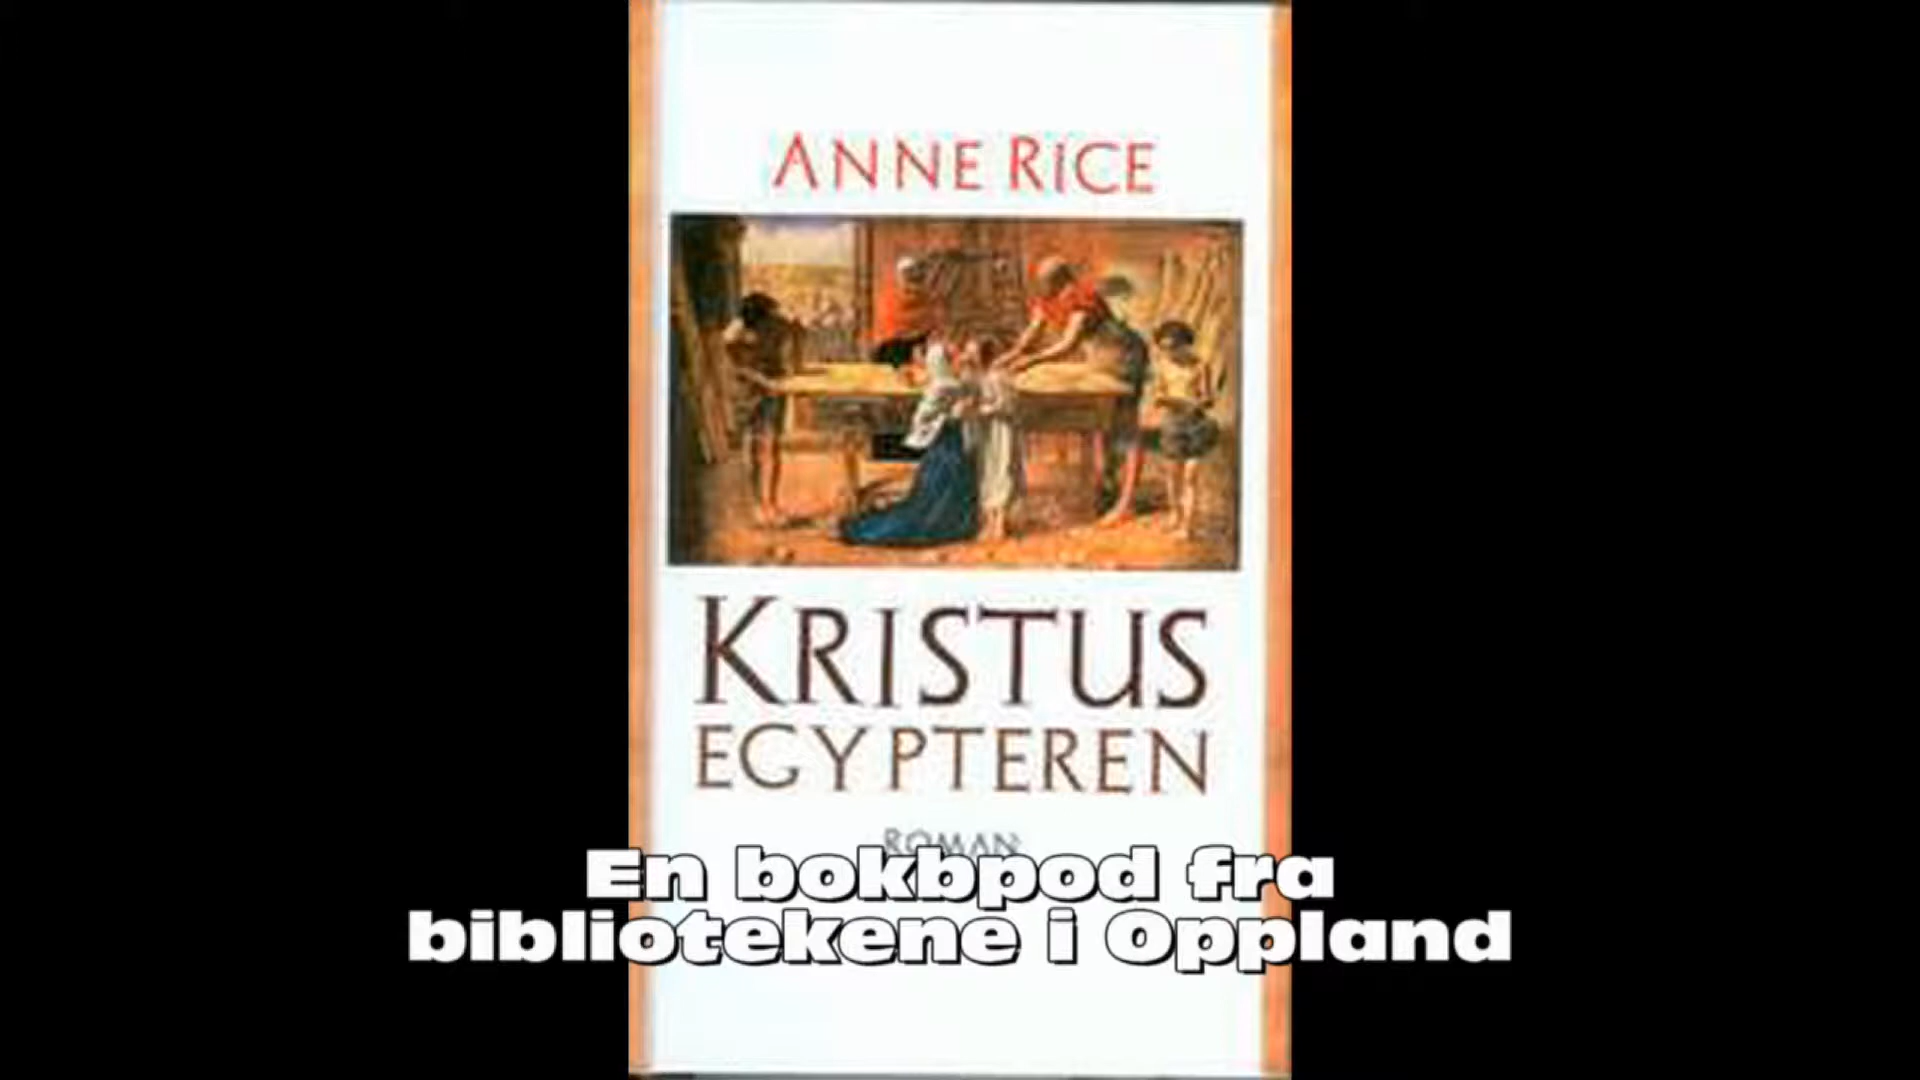 ANNE RICE
KRISTUS
EGYPTEREN
ROMAN
En bokbpod fra
bibliotekene i Oppland